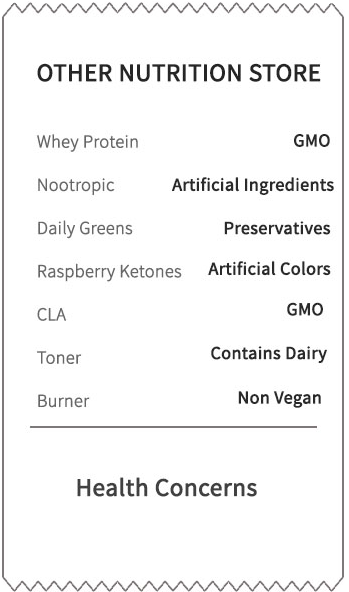 OTHER NUTRITION STORE
Whey Protein GMO
Nootropic Artificial Ingredients
Daily Greens Preservatives
Raspberry Ketones Artificial Colors
CLA GMO
Toner Contains Dairy
Burner Non Vegan
Health Concerns